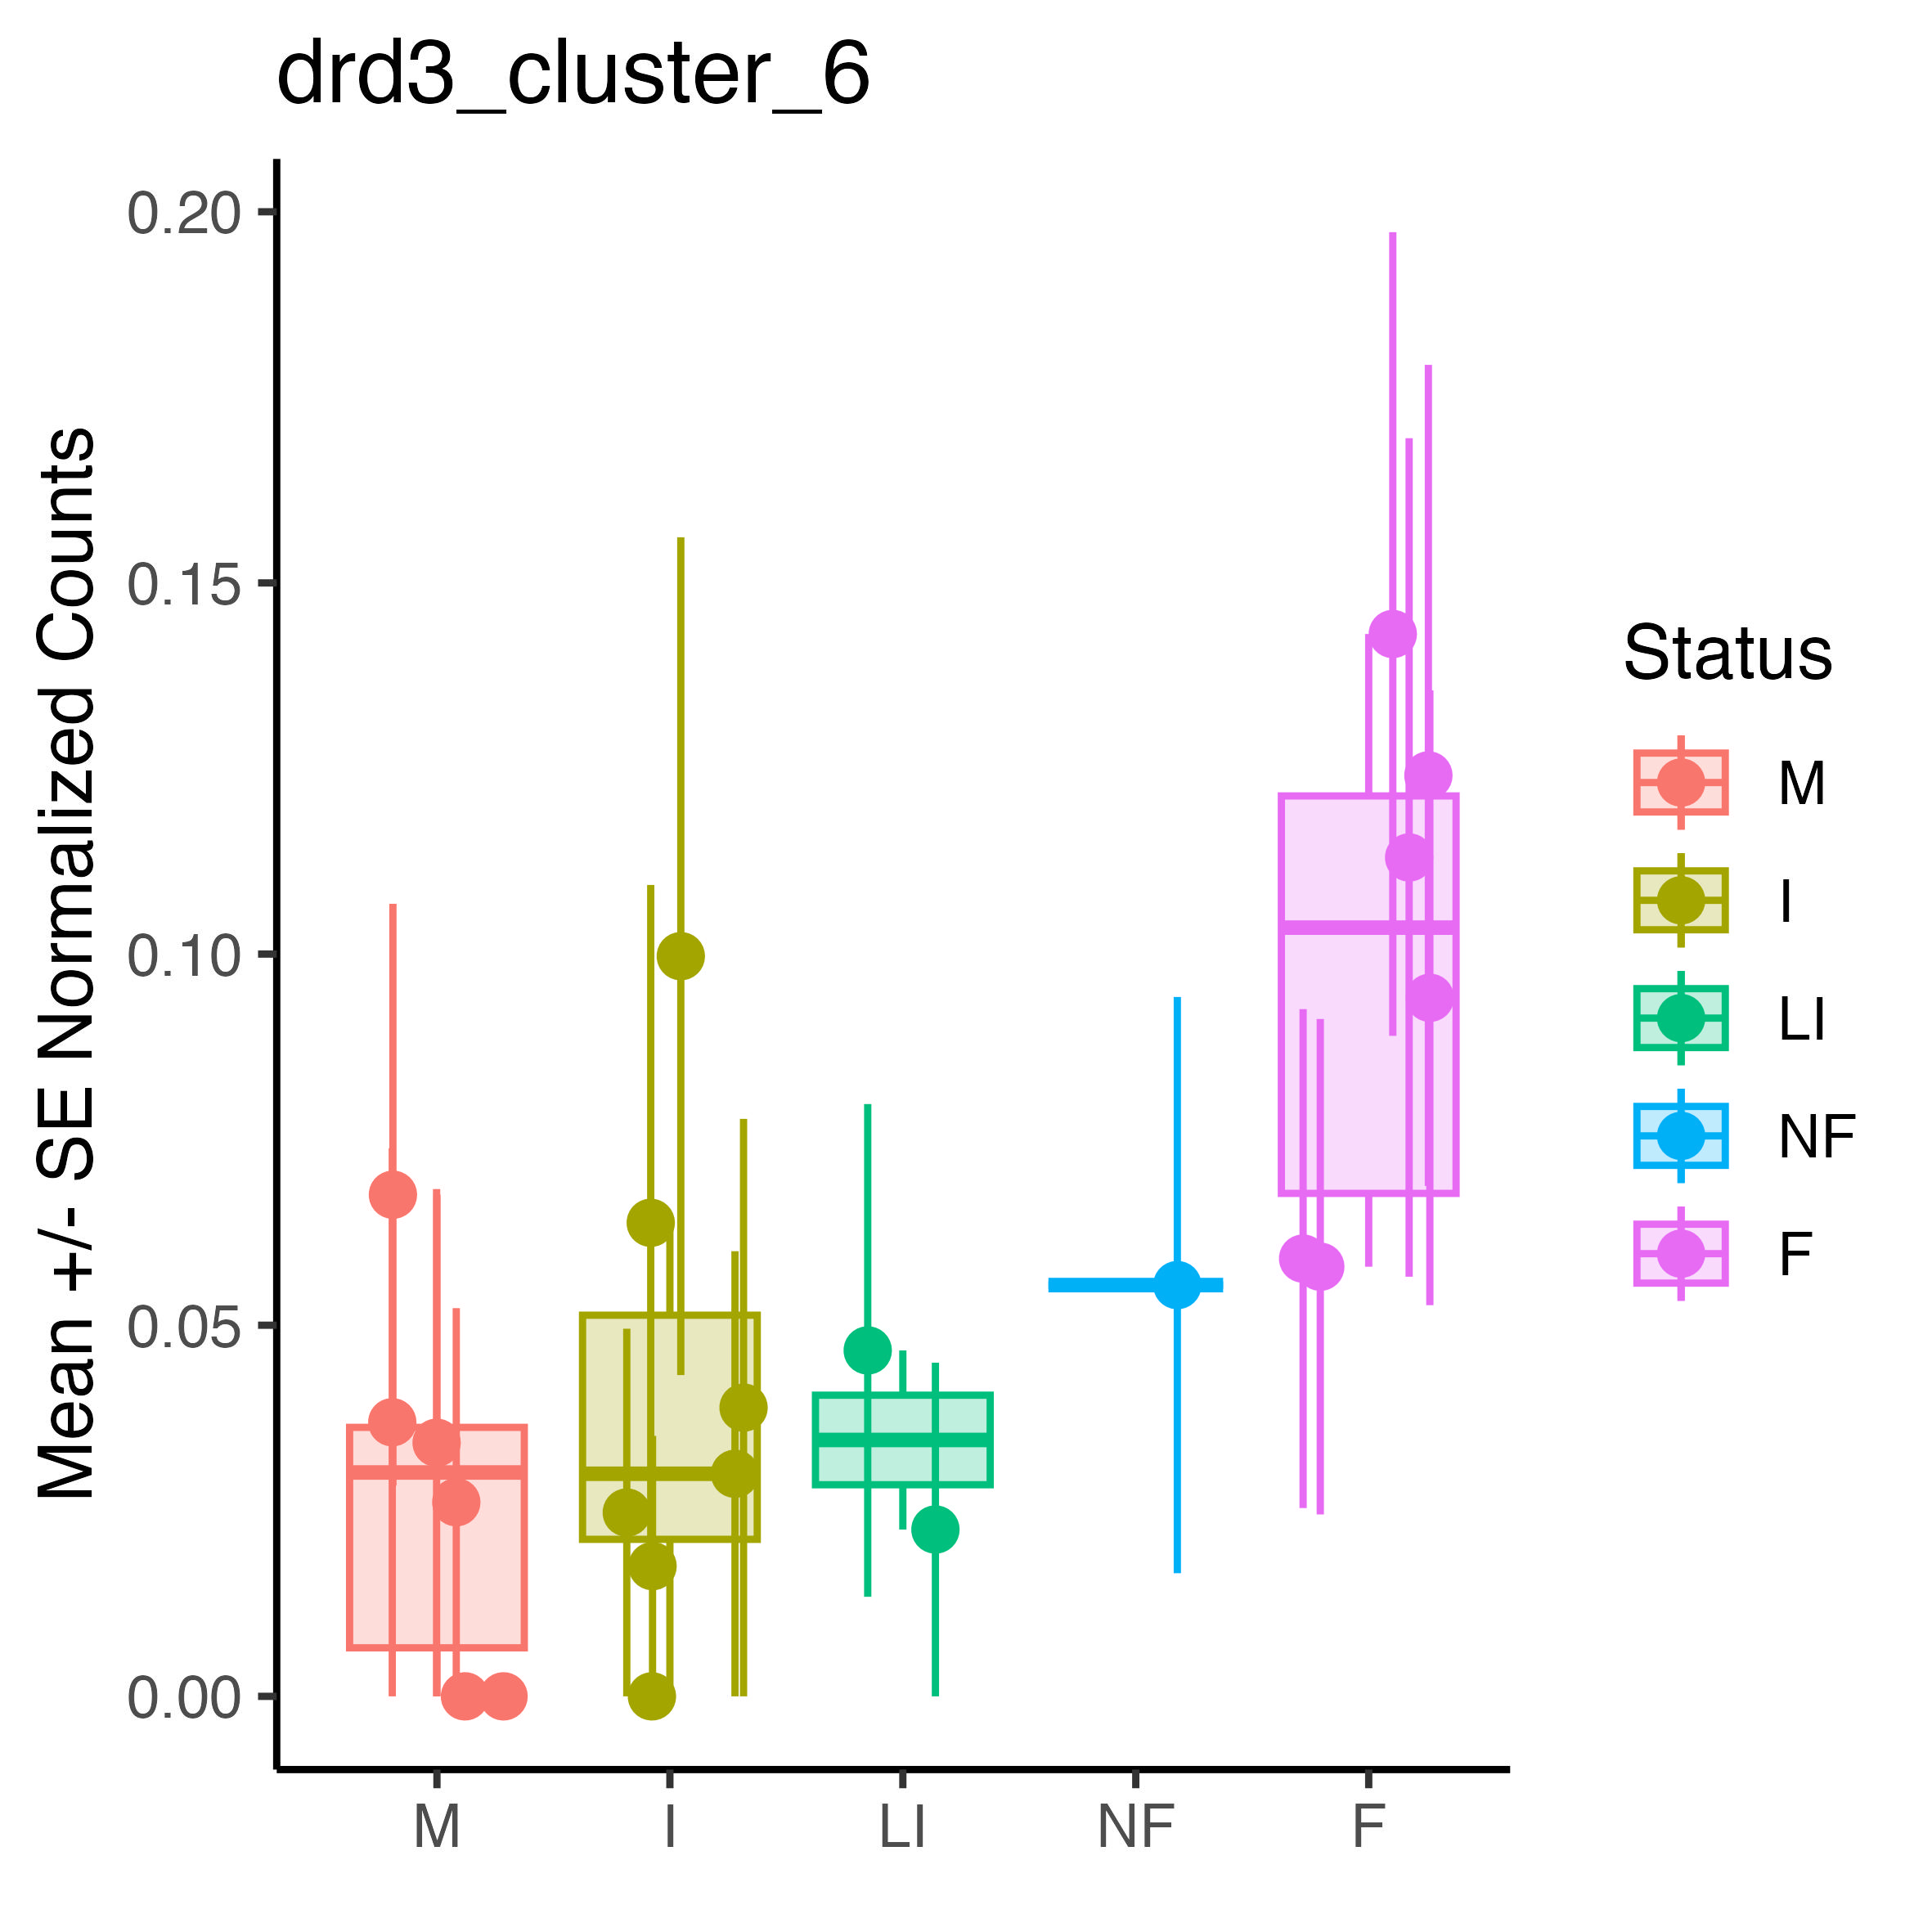 drd3_cluster_6
Mean +/- SE Normalized Counts
0.20
0.15
0.10
0.05
0.00
M
I
LI
NF
F
Status
M
I
LI
NF
F